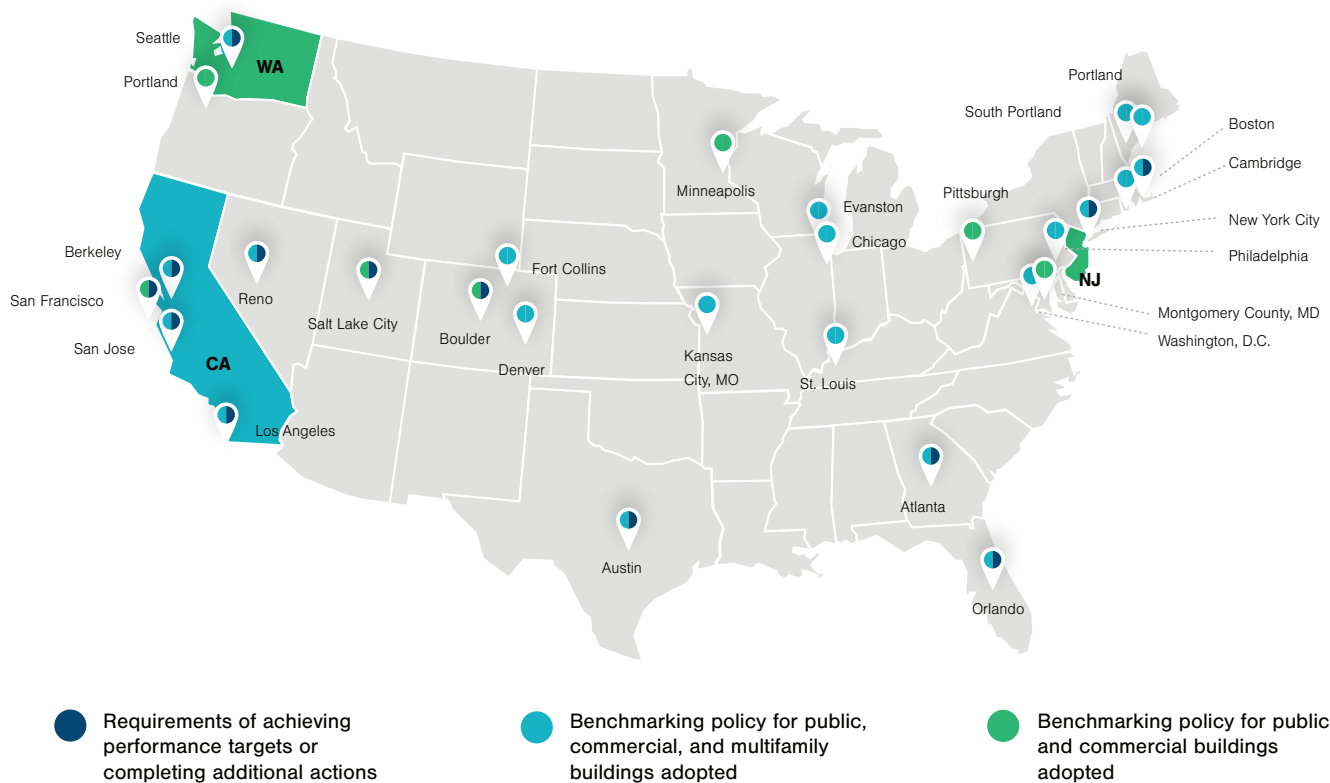 Seattle
WA
Portland
Berkeley
San Francisco
San Jose
CA
Los Angeles
Reno
Salt Lake City
Fort Collins
Boulder
Denver
Minneapolis
Evanston
Chicago
Kansas
City, MO
St. Louis
Austin
Atlanta
Orlando
Pittsburgh
Portland
South Portland
Boston
Cambridge
New York City
Philadelphia
NJ
Montgomery County, MD
Washington, D.C.
Requirements of achieving
performance targets or
completing additional actions
Benchmarking policy for public,
commercial, and multifamily
buildings adopted
Benchmarking policy for public
and commercial buildings
adopted